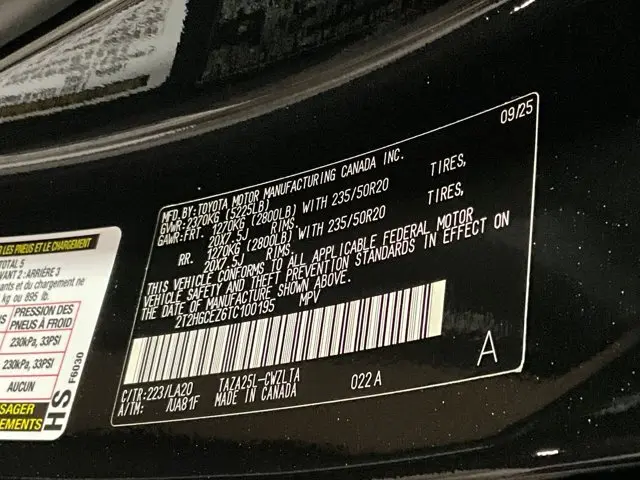 09/25
MFD. BY: TOYOTA MOTOR MANUFACTURING CANADA INC.
GVWR: 2370KG (5225LB)
GAWR: FRT. 1270KG (2800LB) WITH 235/50R20 TIRES,
20X7.5J RIMS
RR. 1270KG (2800LB) WITH 235/50R20 TIRES,
20X7.5J RIMS.
THIS VEHICLE CONFORMS TO ALL APPLICABLE FEDERAL MOTOR
VEHICLE SAFETY AND THEFT PREVENTION STANDARDS IN EFFECT ON
THE DATE OF MANUFACTURE SHOWN ABOVE.
2T2HGCEZ6TC100195 MPV
C/TR: 223/LA20 TAZA25L-CWZLTA 022A A
A/TM: /UA81F MADE IN CANADA
LES PNEUS ET LE CHARGEMENT
TOTAL 5
AVANT 2 : ARRIÈRE 3
et du chargement ne
kg ou 895 lb.
PRESSION DES
PNEUS À FROID
230kPa, 33PSI
230kPa, 33PSI
AUCUN
SAGER
EMENTS
HS F6030